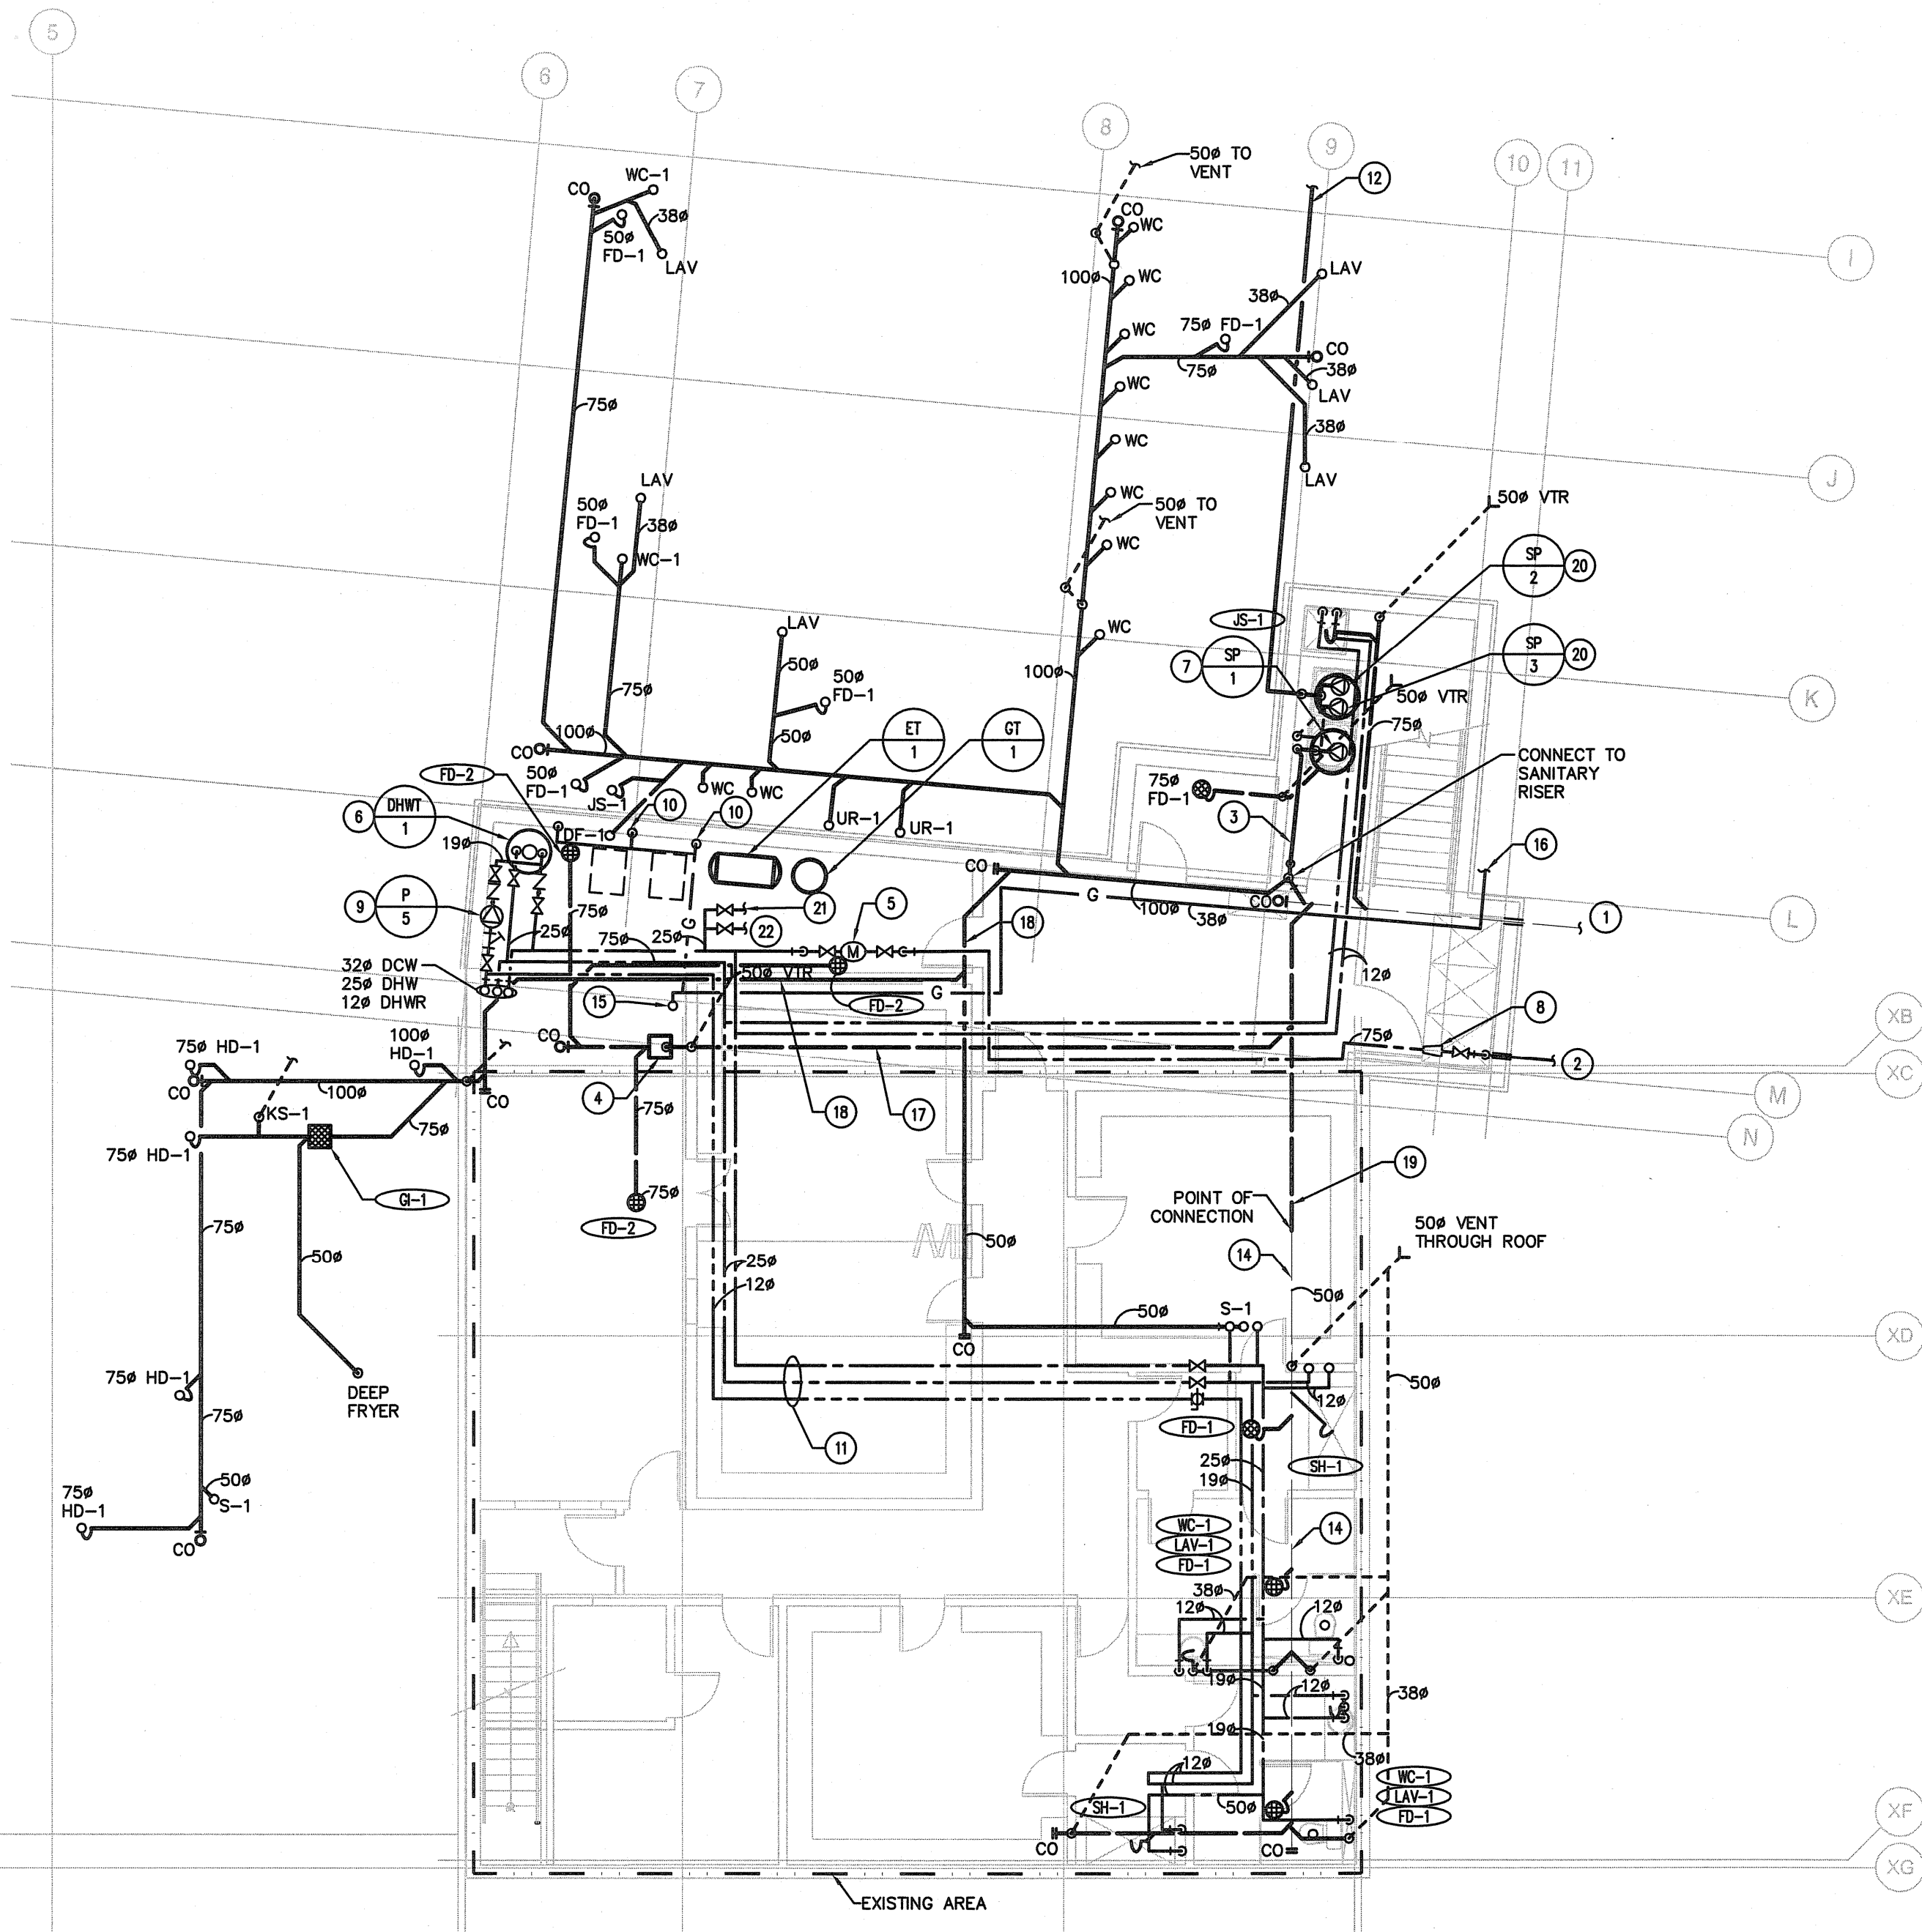 5
6
7
8
9
10
11
I
J
K
L
M
N
XB
XC
XD
XE
XF
XG
CO
WC-1
38ø
50ø
FD-1
LAV
75ø
50ø TO
VENT
CO
WC
100ø
WC
WC
WC
WC
WC
WC
WC
50ø TO
VENT
100ø
12
LAV
38ø
75ø FD-1
75ø
CO
38ø
LAV
38ø
LAV
LAV
50ø
FD-1
38ø
WC-1
75ø
LAV
50ø
50ø
FD-1
50ø
100ø
CO
50ø
FD-1
JS-1
WC
WC
UR-1
UR-1
DF-1
10
10
ET
1
GT
1
50ø VTR
SP
2
20
SP
3
20
JS-1
7
SP
1
50ø VTR
75ø
75ø
FD-1
3
CONNECT TO
SANITARY
RISER
16
1
FD-2
6
DHWT
1
19ø
9
P
5
75ø
25ø
32ø DCW
25ø DHW
12ø DHWR
75ø
25ø
G
21
22
5
M
50ø VTR
FD-2
15
G
18
CO
G
100ø
38ø
CO
12ø
8
75ø
2
CO
4
75ø
75ø
FD-2
18
17
75ø HD-1
CO
100ø
HD-1
100ø
CO
KS-1
75ø
75ø HD-1
GI-1
75ø
50ø
DEEP
FRYER
75ø HD-1
75ø
50ø
S-1
75ø
HD-1
CO
50ø
CO
50ø
S-1
25ø
12ø
11
POINT OF
CONNECTION
19
14
50ø
50ø VENT
THROUGH ROOF
50ø
12ø
FD-1
25ø
19ø
SH-1
WC-1
LAV-1
FD-1
14
38ø
12ø
12ø
19ø
12ø
38ø
19ø
38ø
12ø
50ø
SH-1
CO
CO
WC-1
LAV-1
FD-1
EXISTING AREA